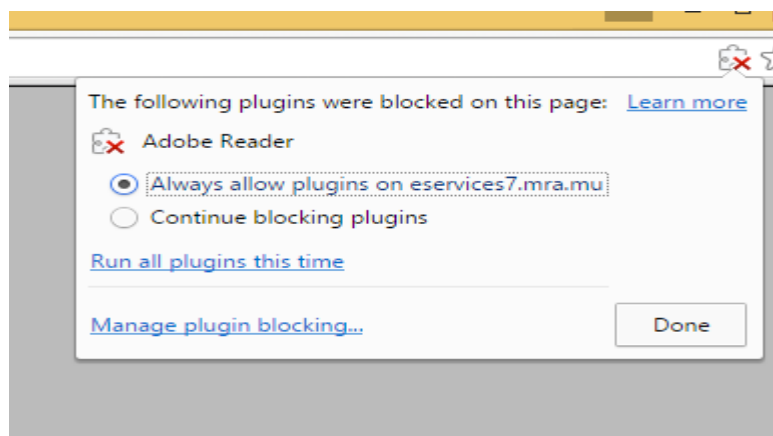 The following plugins were blocked on this page: Learn more
Adobe Reader
Always allow plugins on eservices7.mra.mu
Continue blocking plugins
Run all plugins this time
Manage plugin blocking... Done